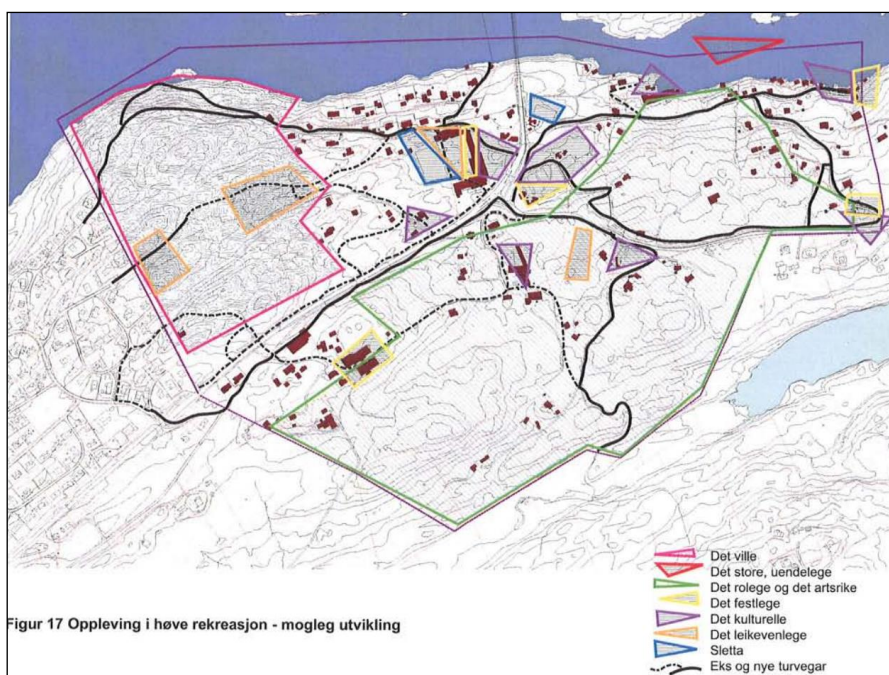 Det ville
Det store, uendelege
Det rolege og det artsrike
Det festlege
Det kulturelle
Det leikevenlege
Sletta
Eks og nye turvegar
Figur 17 Oppleving i høve rekreasjon - mogleg utvikling